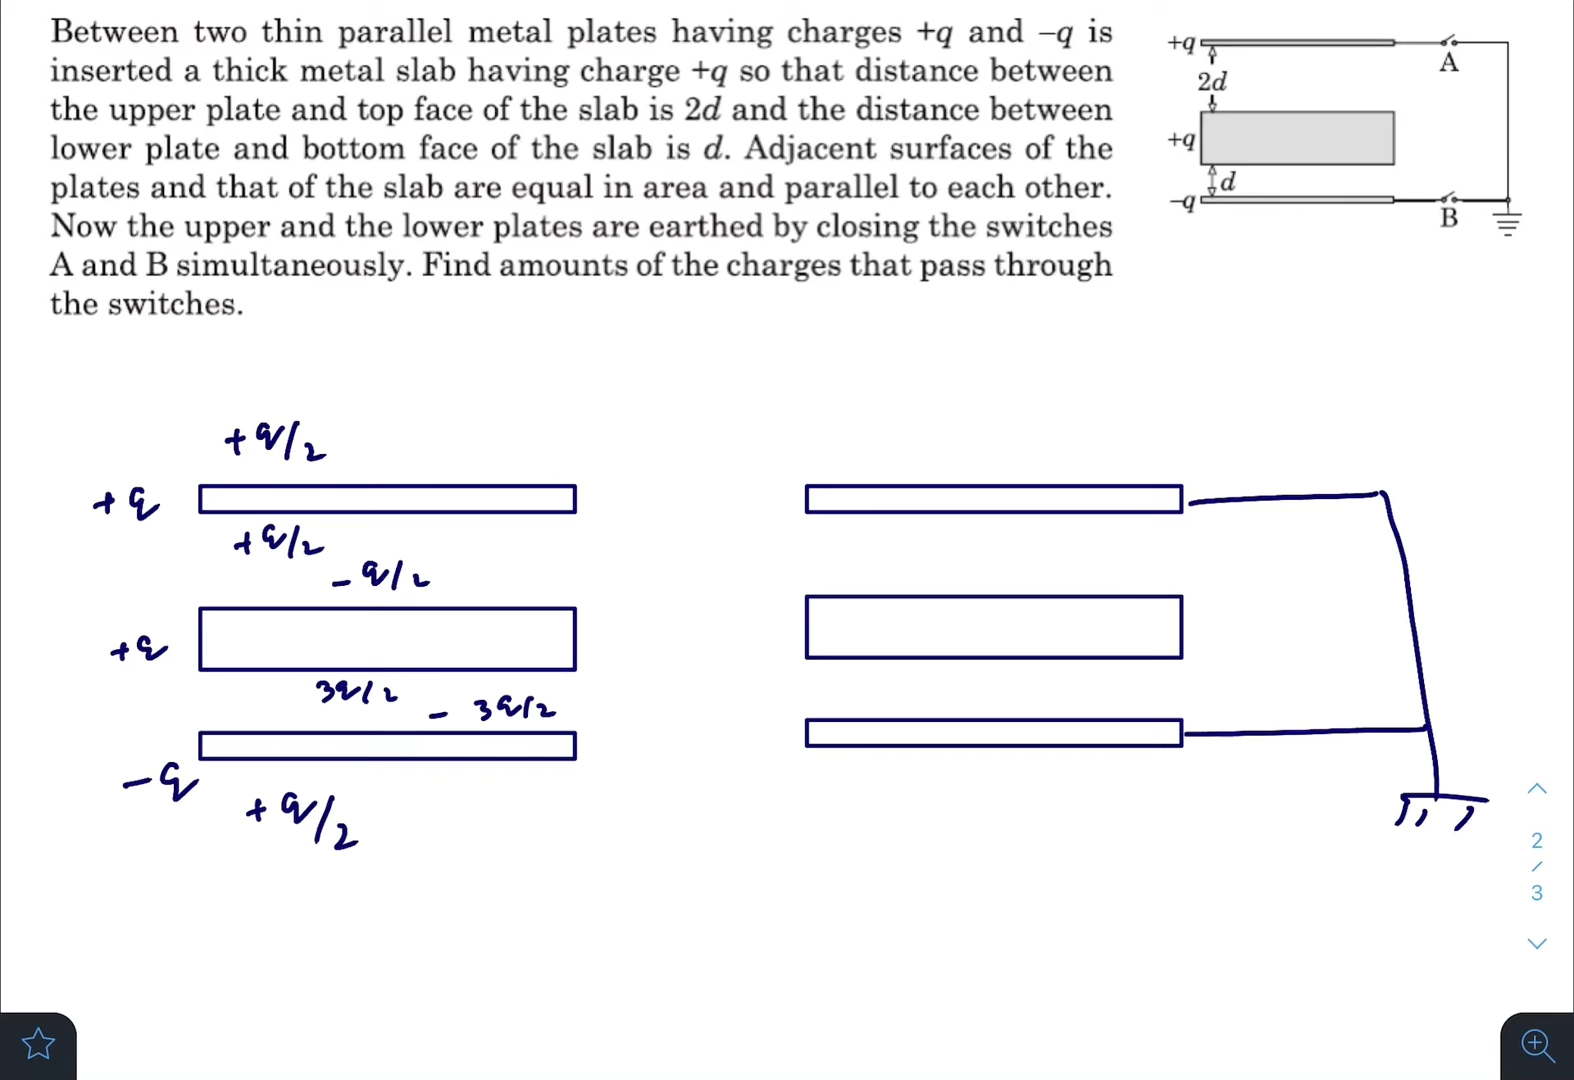 Between two thin parallel metal plates having charges +q and −q is
inserted a thick metal slab having charge +q so that distance between
the upper plate and top face of the slab is 2d and the distance between
lower plate and bottom face of the slab is d. Adjacent surfaces of the
plates and that of the slab are equal in area and parallel to each other.
Now the upper and the lower plates are earthed by closing the switches
A and B simultaneously. Find amounts of the charges that pass through
the switches.
+q
A
2d
+q
d
−q
B
+q/2
+q
+q/2
-q/2
+q
3q/2
-3q/2
-q
+q/2
2
/
3